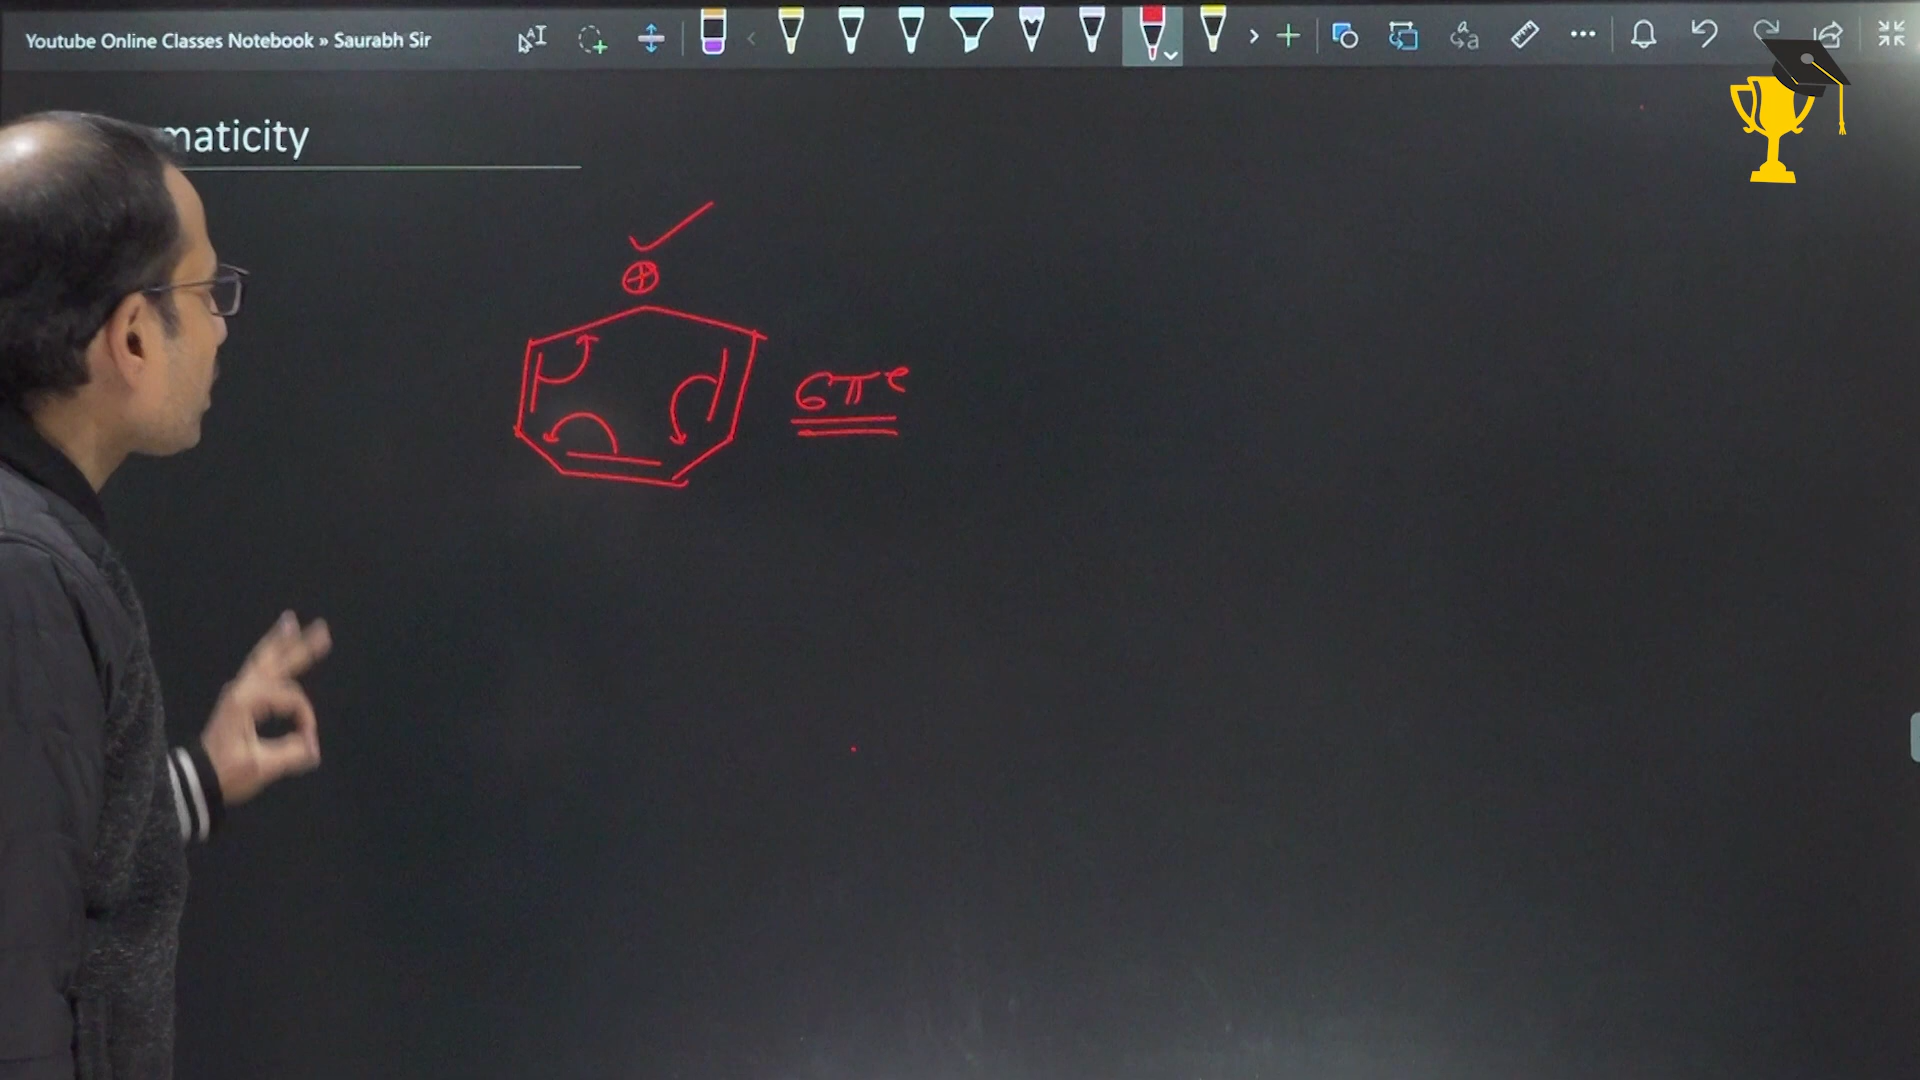 Youtube Online Classes Notebook » Saurabh Sir
maticity
⊕
6πe